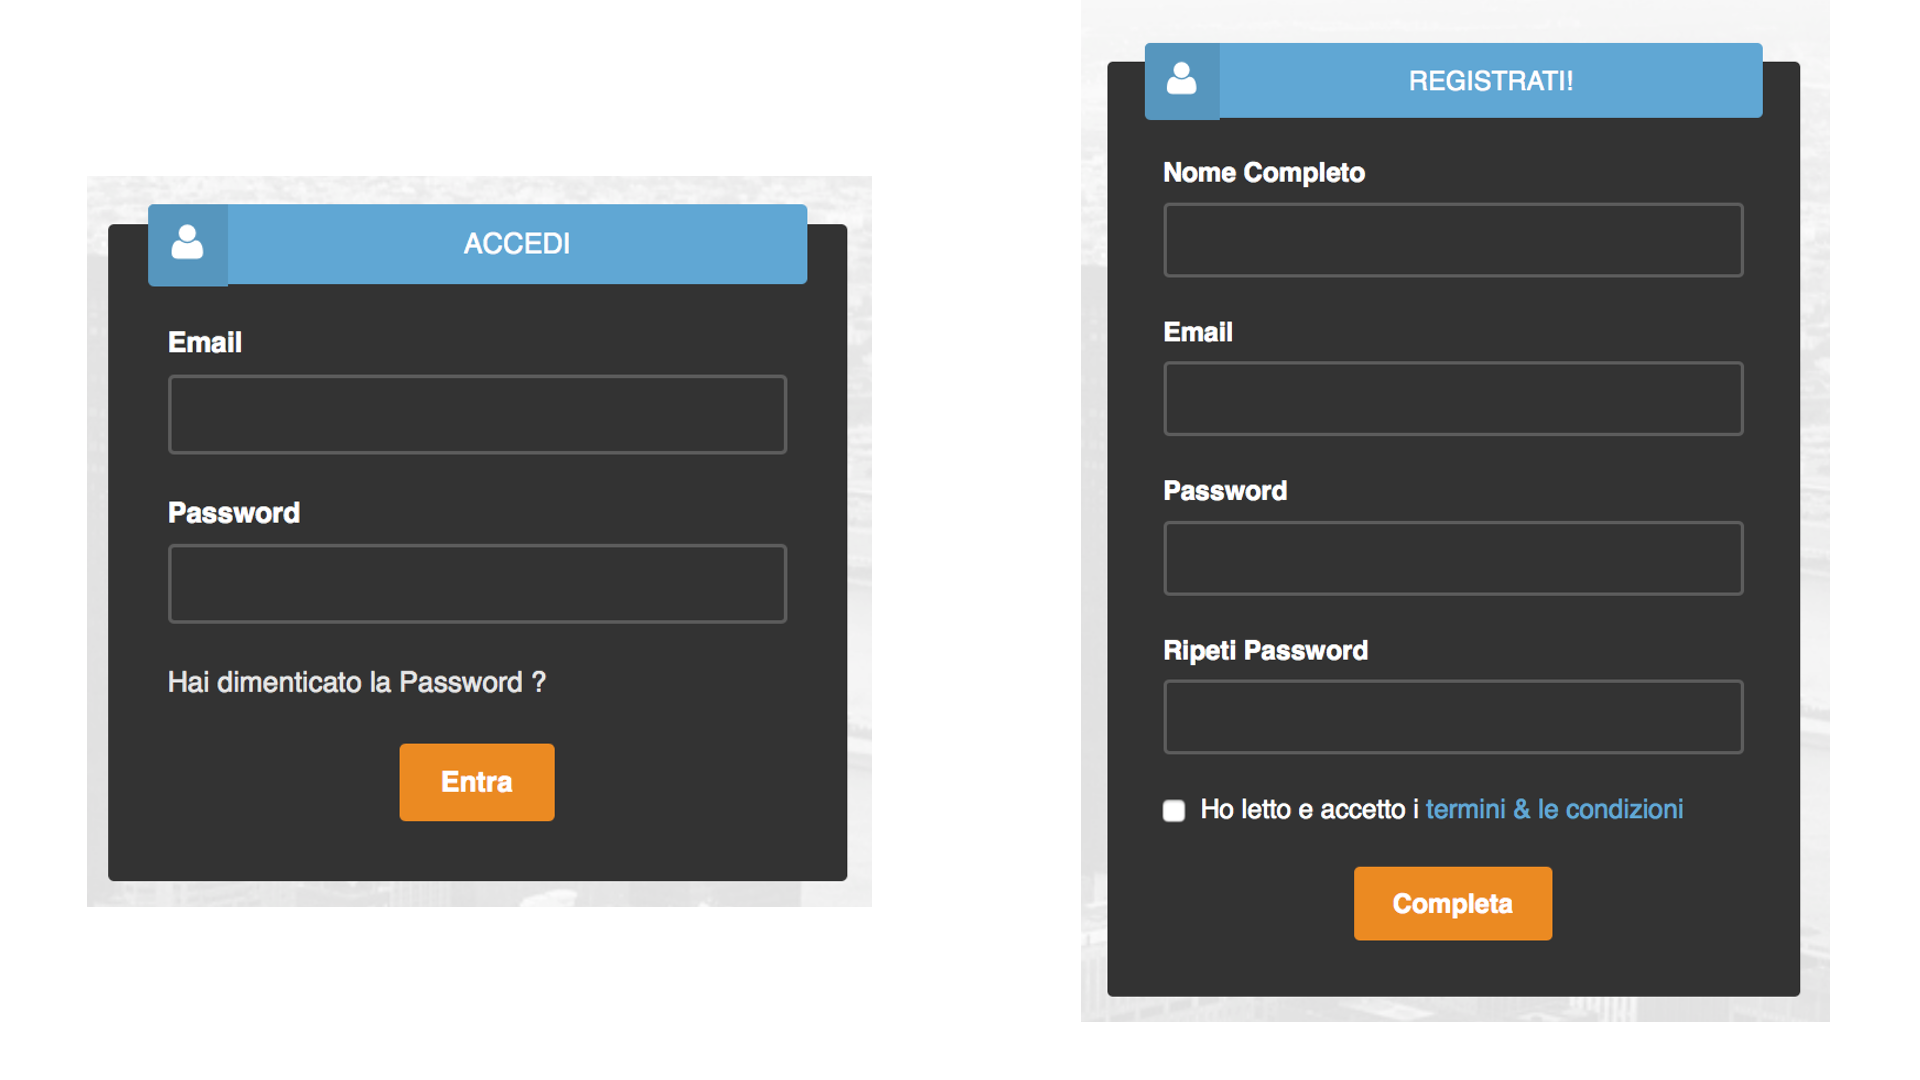 ACCEDI
Email
Password
Hai dimenticato la Password ?
Entra
REGISTRATI!
Nome Completo
Email
Password
Ripeti Password
Ho letto e accetto i termini & le condizioni
Completa